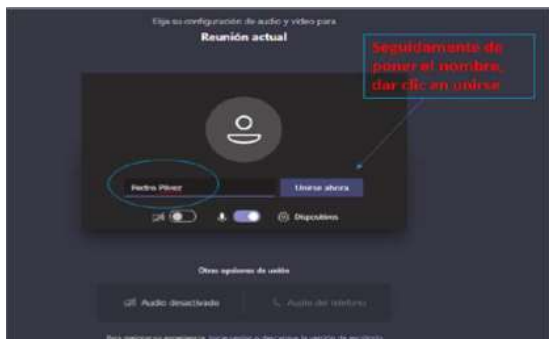 Elija su configuración de audio y vídeo para
Reunión actual
Seguidamente de
poner el nombre,
dar clic en unirse
Pedro Pérez
Unirse ahora
Dispositivos
Otras opciones de unión
Audio desactivado
Audio del teléfono